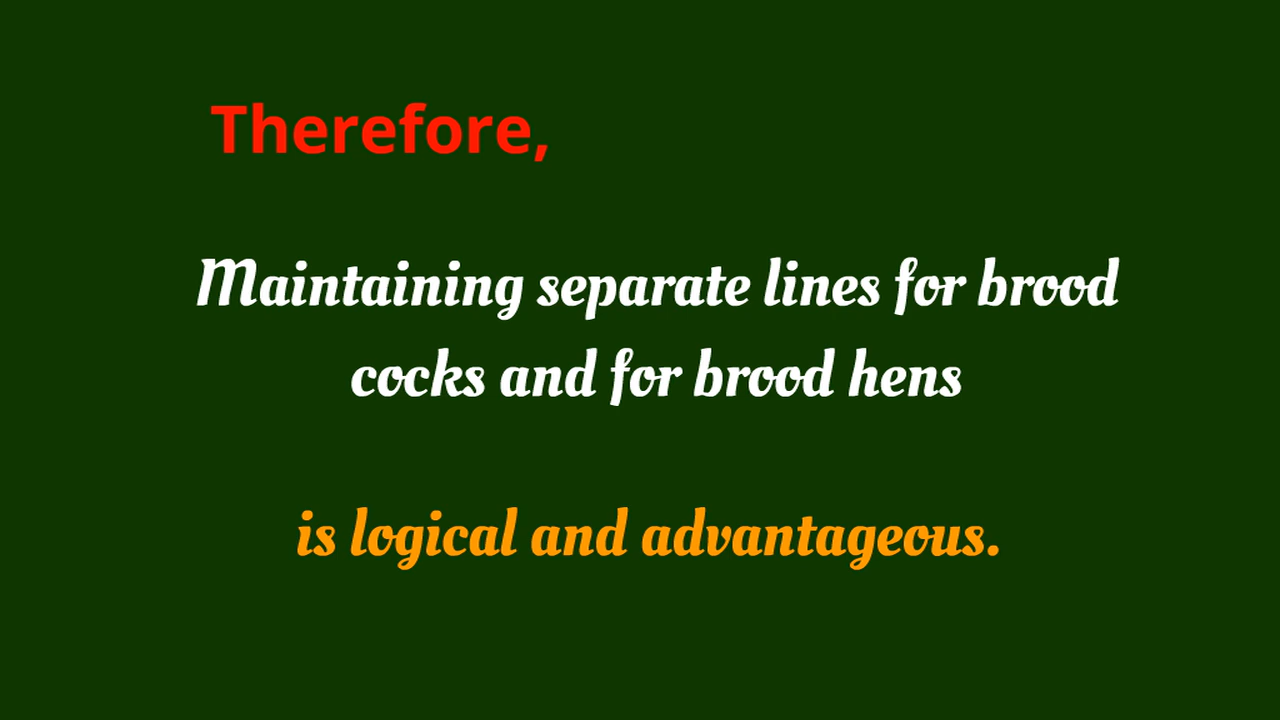 Therefore,
Maintaining separate lines for brood
cocks and for brood hens
is logical and advantageous.